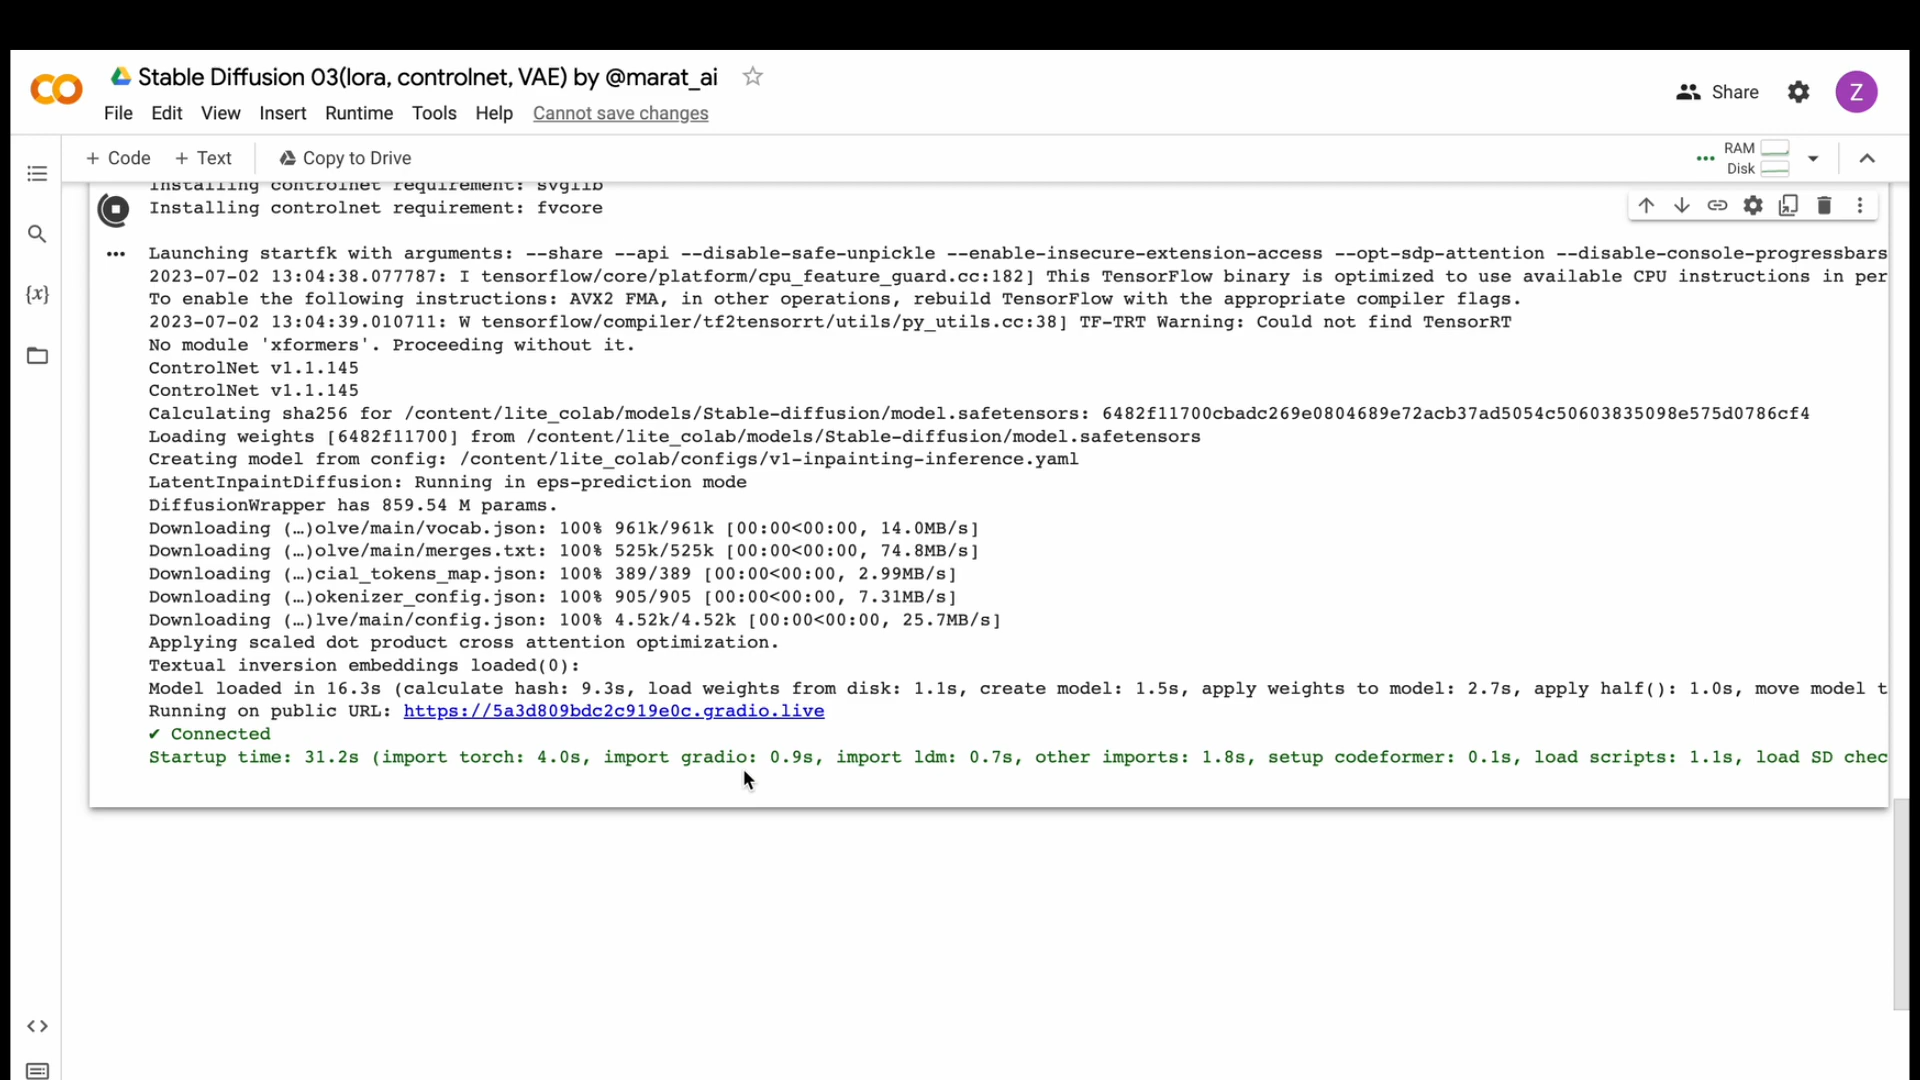 Stable Diffusion 03(lora, controlnet, VAE) by @marat_ai
File Edit View Insert Runtime Tools Help Cannot save changes
Share
Z
+ Code + Text Copy to Drive
RAM
Disk
Installing controlnet requirement: svglib
Installing controlnet requirement: fvcore
Launching startfk with arguments: --share --api --disable-safe-unpickle --enable-insecure-extension-access --opt-sdp-attention --disable-console-progressbars
2023-07-02 13:04:38.077787: I tensorflow/core/platform/cpu_feature_guard.cc:182] This TensorFlow binary is optimized to use available CPU instructions in per
To enable the following instructions: AVX2 FMA, in other operations, rebuild TensorFlow with the appropriate compiler flags.
2023-07-02 13:04:39.010711: W tensorflow/compiler/tf2tensorrt/utils/py_utils.cc:38] TF-TRT Warning: Could not find TensorRT
No module 'xformers'. Proceeding without it.
ControlNet v1.1.145
ControlNet v1.1.145
Calculating sha256 for /content/lite_colab/models/Stable-diffusion/model.safetensors: 6482f11700cbadc269e0804689e72acb37ad5054c50603835098e575d0786cf4
Loading weights [6482f11700] from /content/lite_colab/models/Stable-diffusion/model.safetensors
Creating model from config: /content/lite_colab/configs/v1-inpainting-inference.yaml
LatentInpaintDiffusion: Running in eps-prediction mode
DiffusionWrapper has 859.54 M params.
Downloading (…)olve/main/vocab.json: 100% 961k/961k [00:00<00:00, 14.0MB/s]
Downloading (…)olve/main/merges.txt: 100% 525k/525k [00:00<00:00, 74.8MB/s]
Downloading (…)cial_tokens_map.json: 100% 389/389 [00:00<00:00, 2.99MB/s]
Downloading (…)okenizer_config.json: 100% 905/905 [00:00<00:00, 7.31MB/s]
Downloading (…)lve/main/config.json: 100% 4.52k/4.52k [00:00<00:00, 25.7MB/s]
Applying scaled dot product cross attention optimization.
Textual inversion embeddings loaded(0):
Model loaded in 16.3s (calculate hash: 9.3s, load weights from disk: 1.1s, create model: 1.5s, apply weights to model: 2.7s, apply half(): 1.0s, move model t
Running on public URL: https://5a3d809bdc2c919e0c.gradio.live
✔ Connected
Startup time: 31.2s (import torch: 4.0s, import gradio: 0.9s, import ldm: 0.7s, other imports: 1.8s, setup codeformer: 0.1s, load scripts: 1.1s, load SD chec